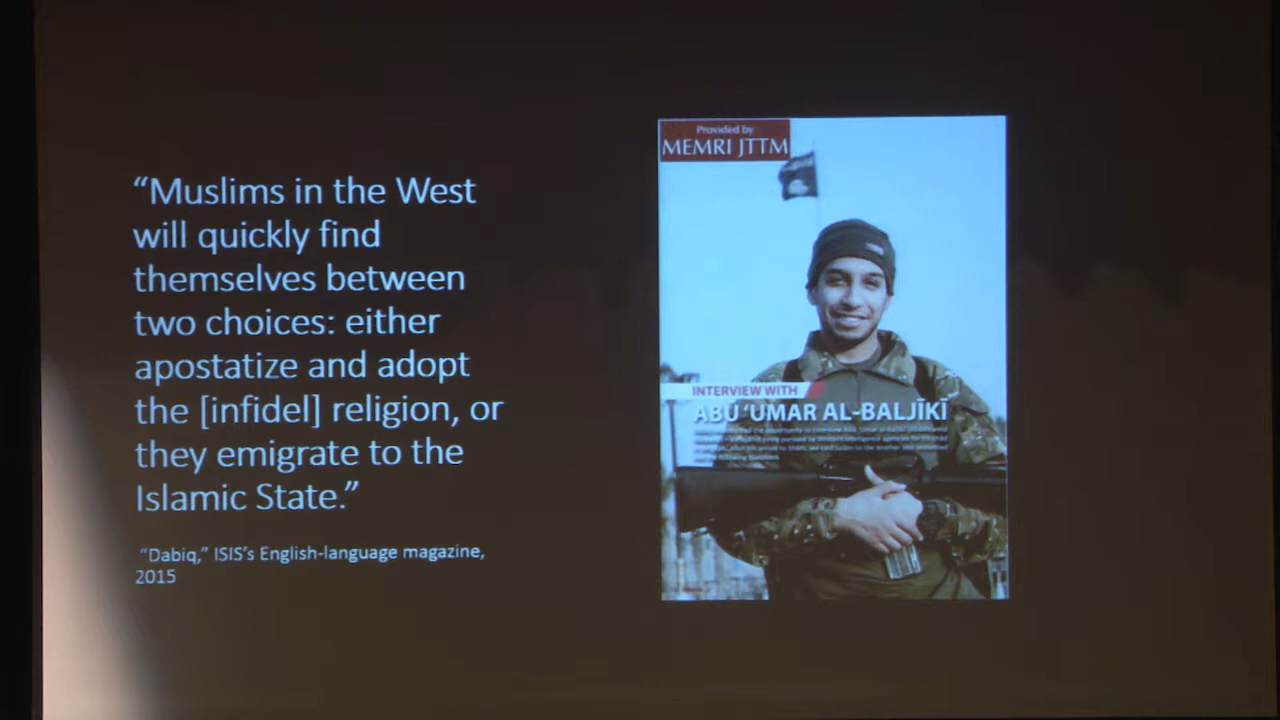 “Muslims in the West
will quickly find
themselves between
two choices: either
apostatize and adopt
the [infidel] religion, or
they emigrate to the
Islamic State.”
“Dabiq,” ISIS’s English-language magazine,
2015
Provided by
MEMRI JTTM
INTERVIEW WITH
ABŪ ‘UMAR AL-BALJĪKĪ